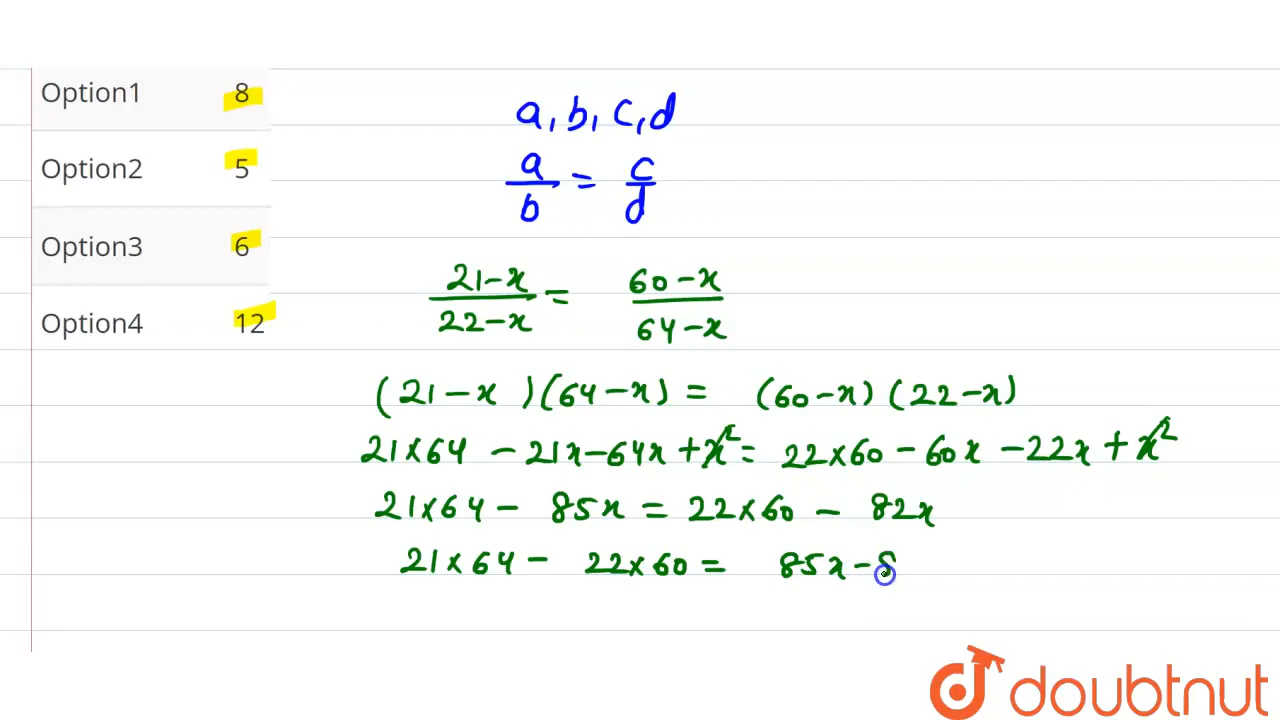 Option1 8
Option2 5
Option3 6
Option4 12
a, b, c, d
a/b = c/d
21-x/22-x = 60-x/64-x
(21-x)(64-x) = (60-x)(22-x)
21×64 - 21x-64x+x² = 22×60 - 60x - 22x + x²
21×64 - 85x = 22×60 - 82x
21×64 - 22×60 = 85x-8
doubtnut